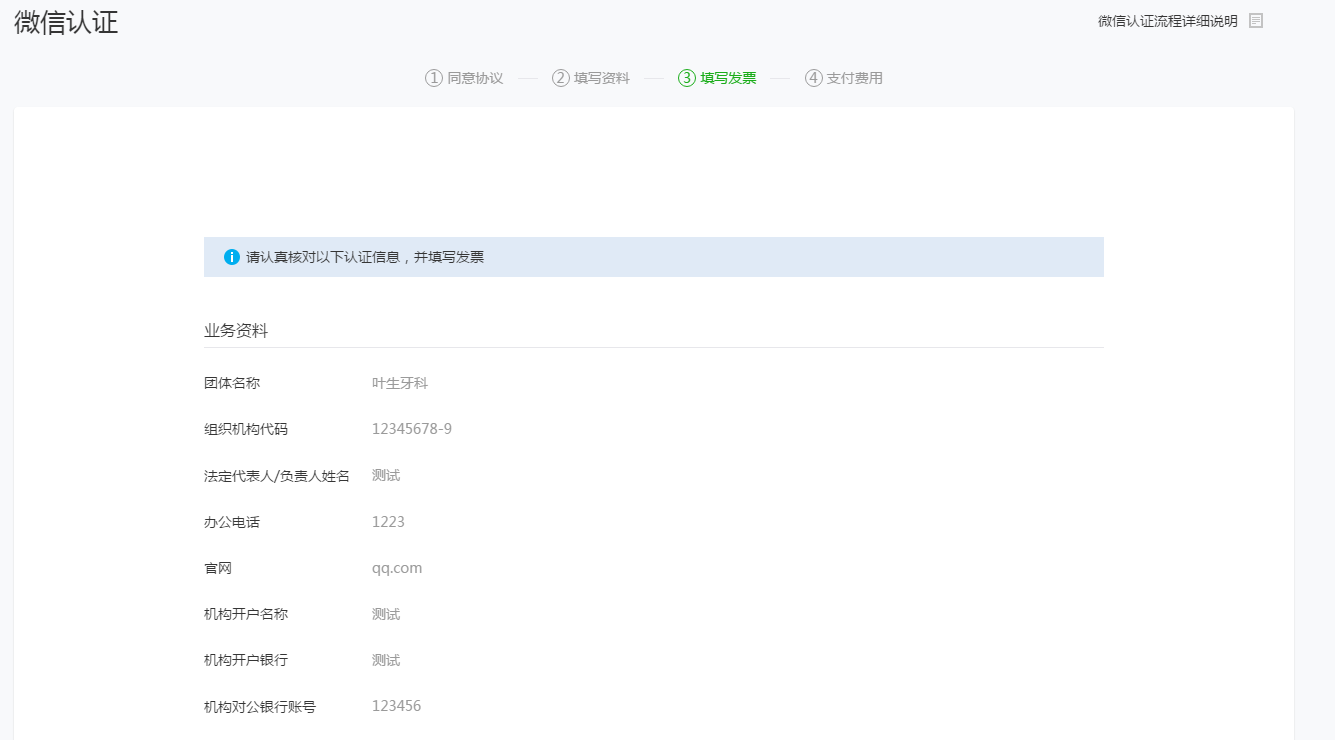 微信认证
微信认证流程详细说明
① 同意协议 ② 填写资料 ③ 填写发票 ④ 支付费用
请认真核对以下认证信息，并填写发票
业务资料
团体名称 叶生牙科
组织机构代码 12345678-9
法定代表人/负责人姓名 测试
办公电话 1223
官网 qq.com
机构开户名称 测试
机构开户银行 测试
机构对公银行账号 123456